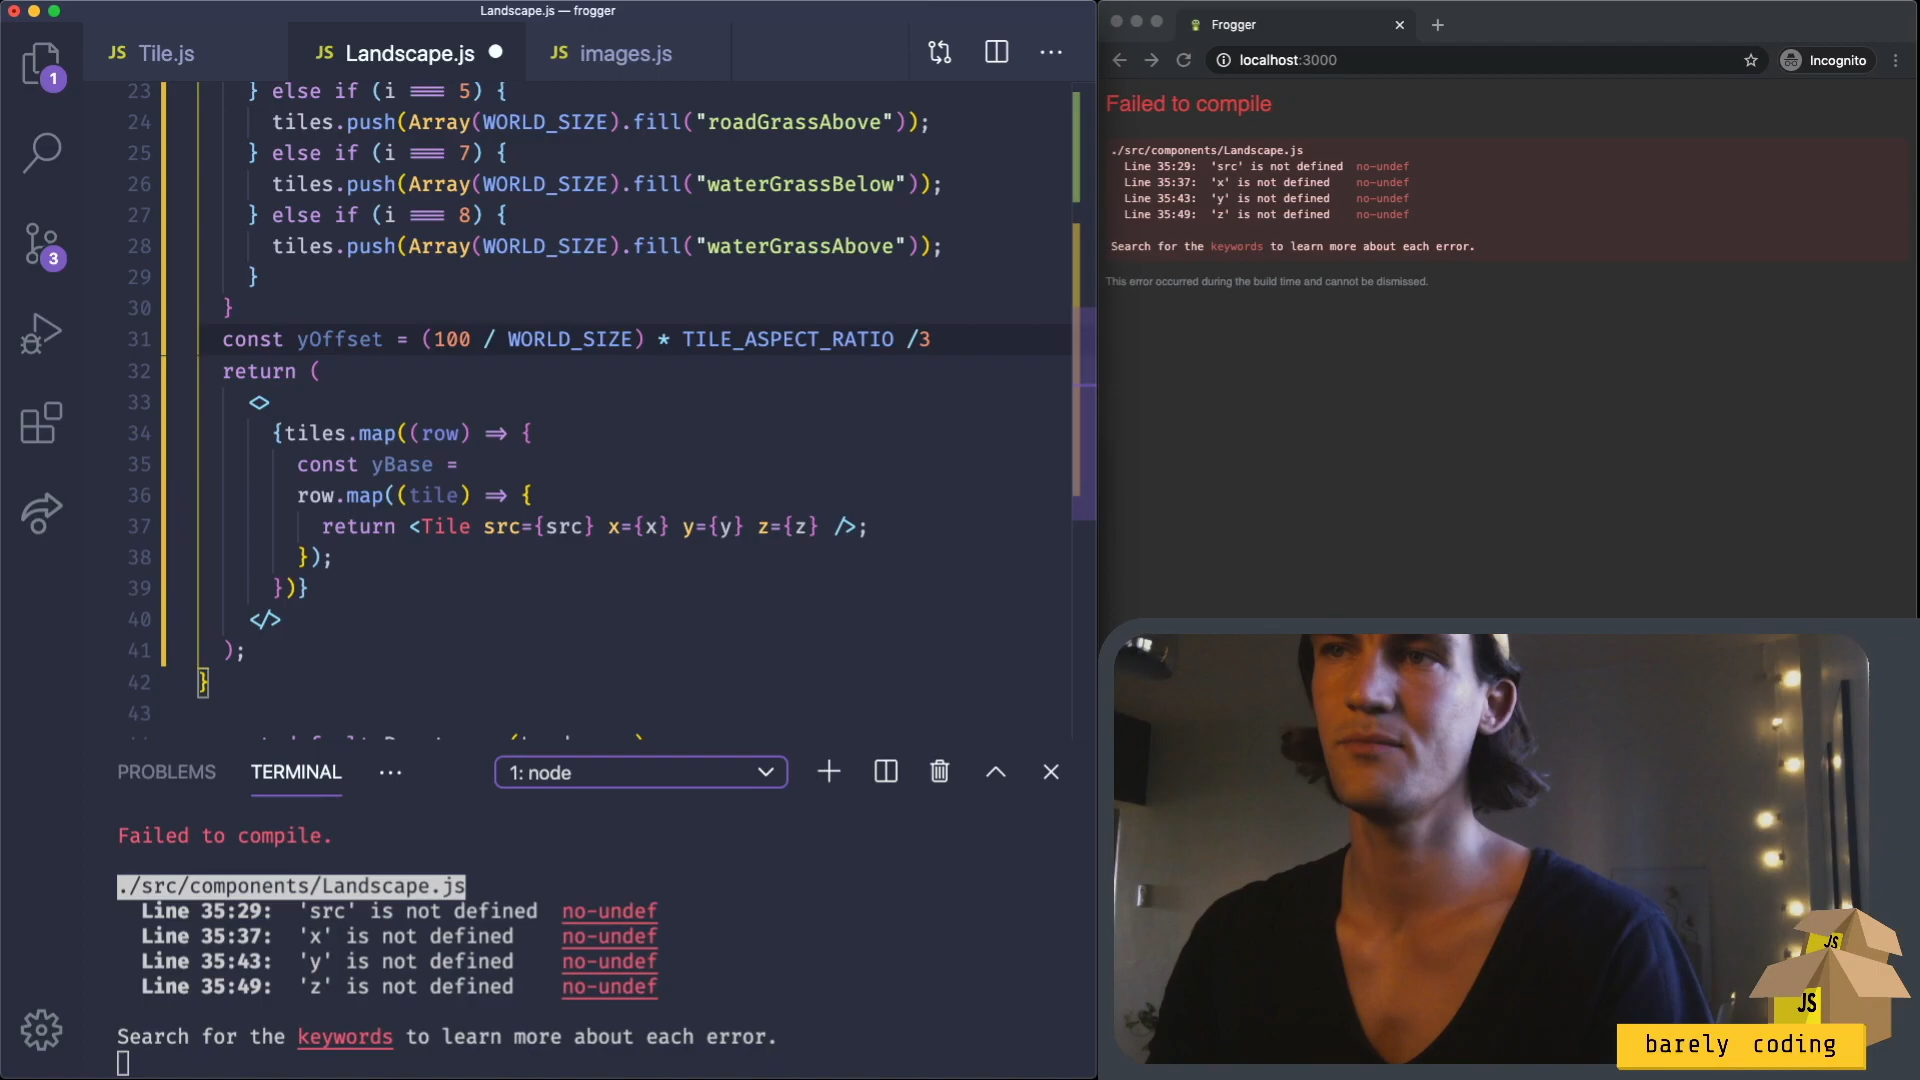 Landscape.js — frogger
JS Tile.js
JS Landscape.js
JS images.js
23 } else if (i === 5) {
24 tiles.push(Array(WORLD_SIZE).fill("roadGrassAbove"));
25 } else if (i === 7) {
26 tiles.push(Array(WORLD_SIZE).fill("waterGrassBelow"));
27 } else if (i === 8) {
28 tiles.push(Array(WORLD_SIZE).fill("waterGrassAbove"));
29 }
30 }
31 const yOffset = (100 / WORLD_SIZE) * TILE_ASPECT_RATIO /3
32 return (
33 <>
34 {tiles.map((row) => {
35 const yBase =
36 row.map((tile) => {
37 return <Tile src={src} x={x} y={y} z={z} />;
38 });
39 })}
40 </>
41 );
42 }
43
1
3
PROBLEMS
TERMINAL
1: node
Failed to compile.
./src/components/Landscape.js
Line 35:29: 'src' is not defined no-undef
Line 35:37: 'x' is not defined no-undef
Line 35:43: 'y' is not defined no-undef
Line 35:49: 'z' is not defined no-undef
Search for the keywords to learn more about each error.
Frogger
localhost:3000
Incognito
Failed to compile
./src/components/Landscape.js
Line 35:29: 'src' is not defined no-undef
Line 35:37: 'x' is not defined no-undef
Line 35:43: 'y' is not defined no-undef
Line 35:49: 'z' is not defined no-undef
Search for the keywords to learn more about each error.
This error occurred during the build time and cannot be dismissed.
JS
JS
barely coding